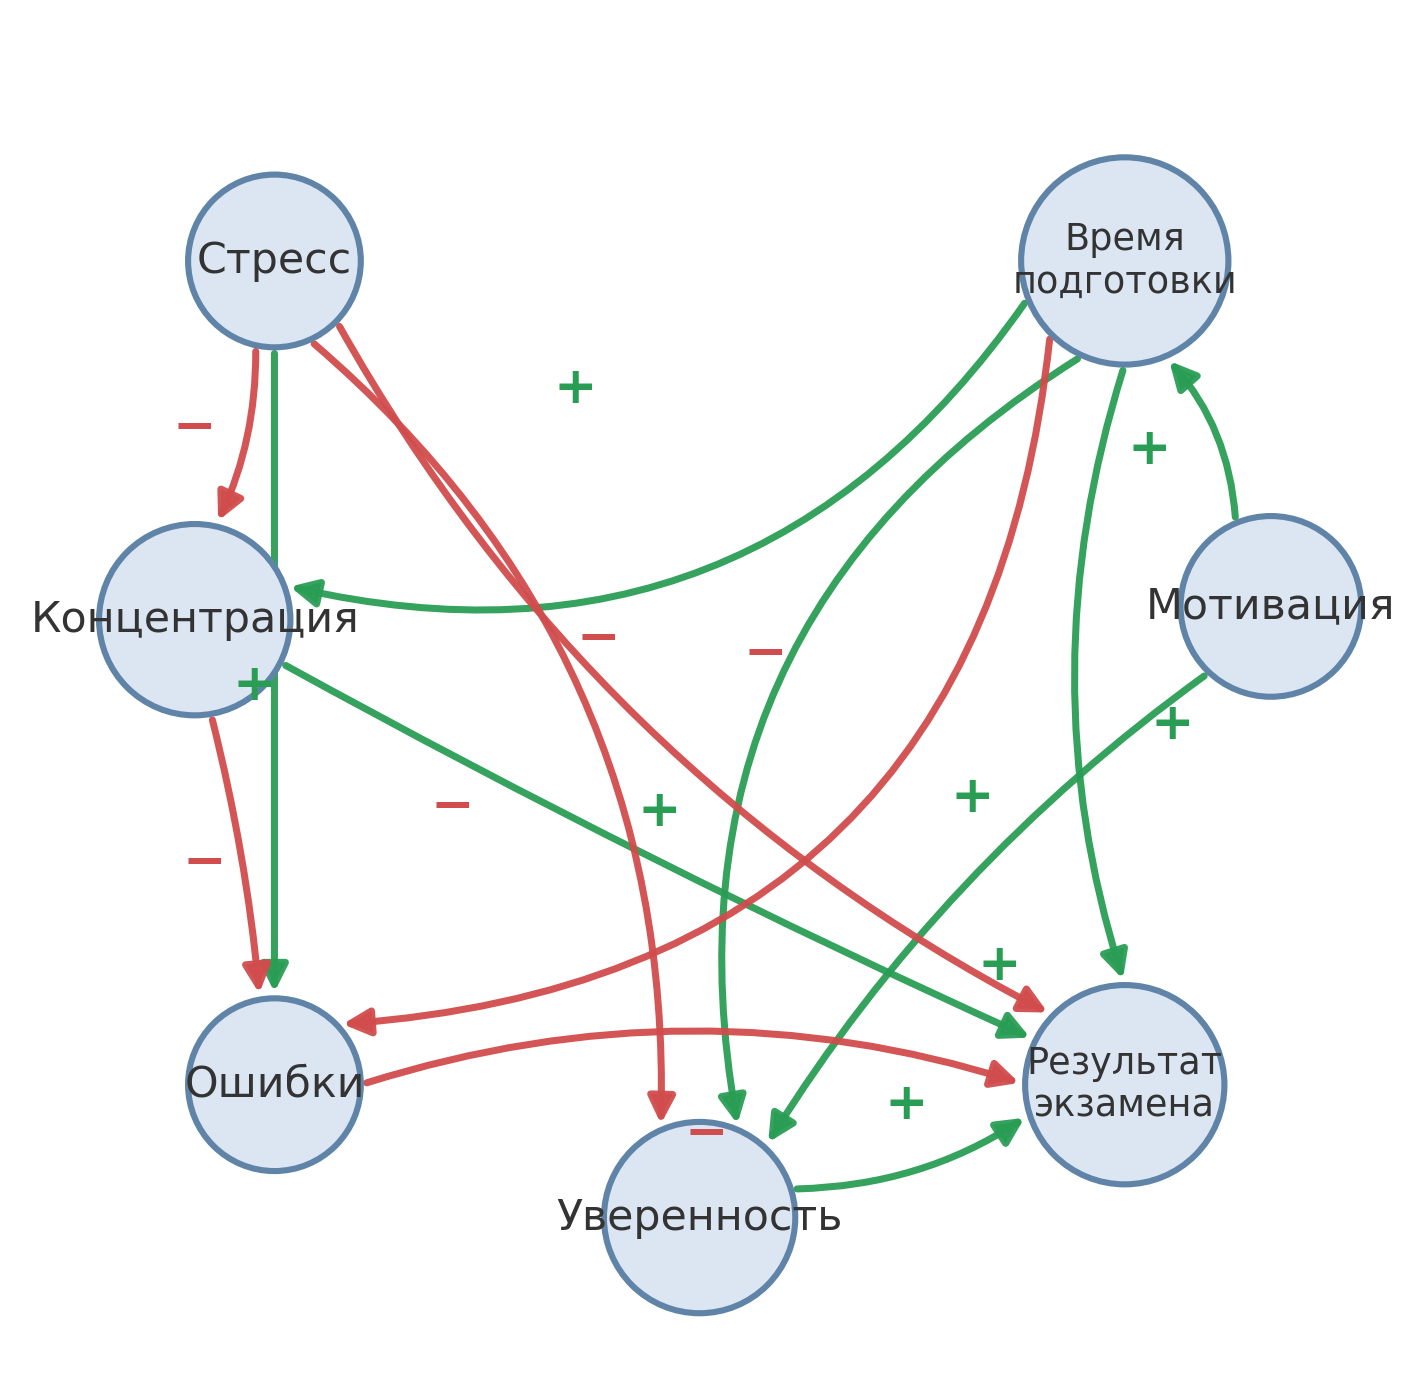 Стресс
Время
подготовки
+
−
+
Мотивация
Концентрация
−
−
+
+
+
−
+
−
+
Результат
экзамена
Ошибки
+
−
Уверенность